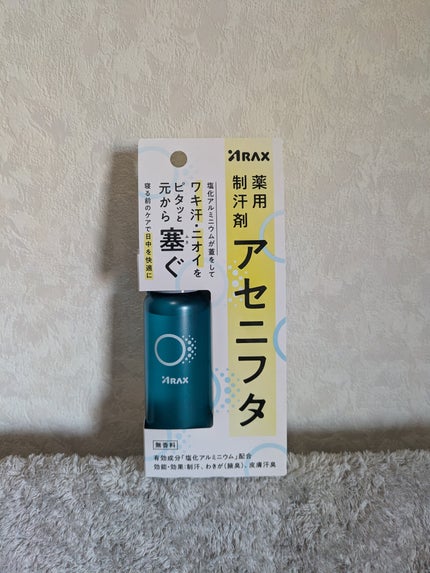 ARAX
薬用
制汗剤
アセニフタ
塩化アルミニウムが蓋をして
ワキ汗・ニオイを
ピタッと
元から塞ぐ
ふさ
寝る前のケアで日中を快適に
ARAX
無香料
有効成分「塩化アルミニウム」配合
効能・効果：制汗、わきが（腋臭）、皮膚汗臭